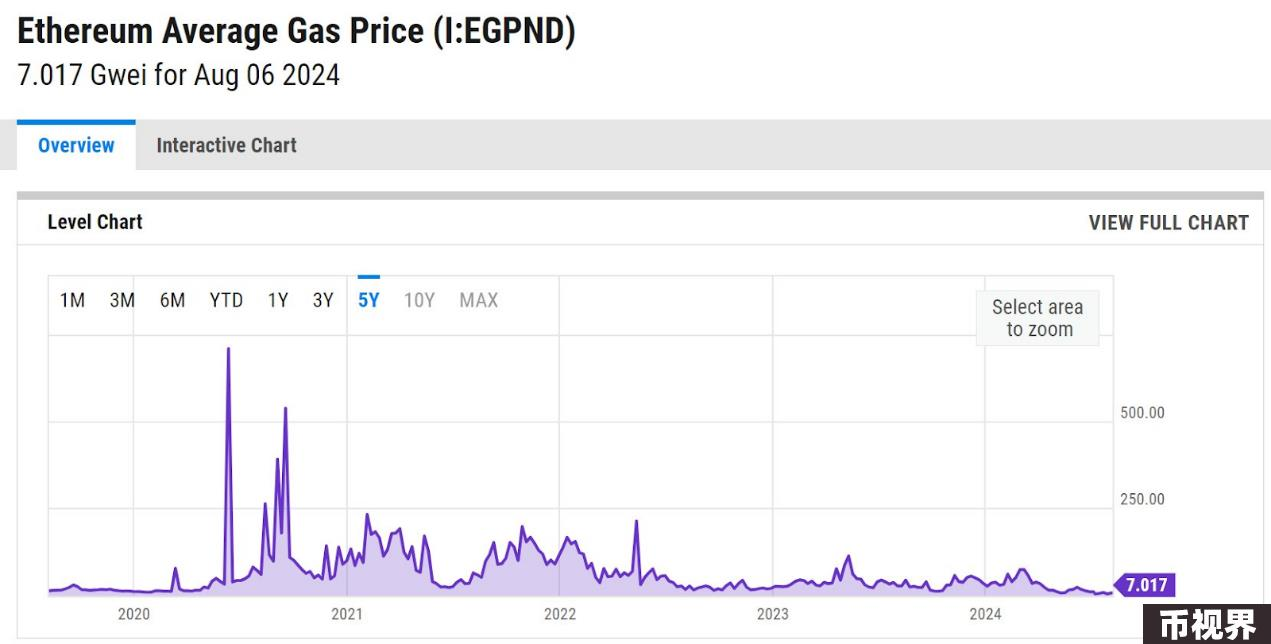 Ethereum Average Gas Price (I:EGPND)
7.017 Gwei for Aug 06 2024
Overview Interactive Chart
Level Chart VIEW FULL CHART
1M 3M 6M YTD 1Y 3Y 5Y 10Y MAX
Select area
to zoom
500.00
250.00
7.017
2020 2021 2022 2023 2024
币视界